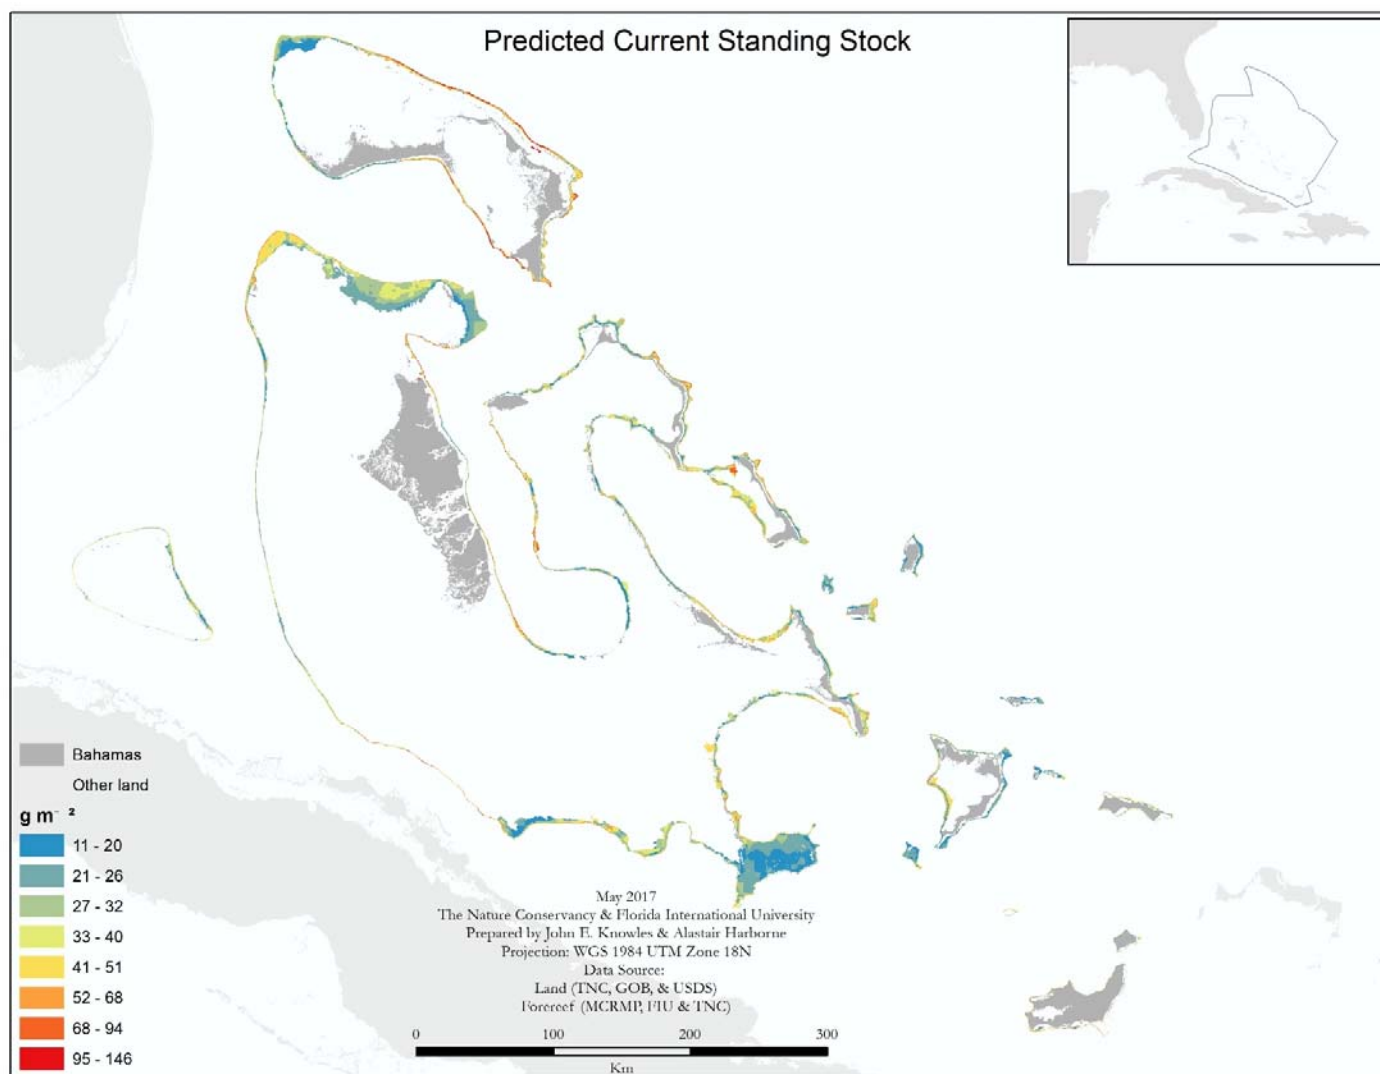 Predicted Current Standing Stock
Bahamas
Other land
g m⁻ ²
11 - 20
21 - 26
27 - 32
33 - 40
41 - 51
52 - 68
68 - 94
95 - 146
May 2017
The Nature Conservancy & Florida International University
Prepared by John E. Knowles & Alastair Harborne
Projection: WGS 1984 UTM Zone 18N
Data Source:
Land (TNC, GOB, & USDS)
Forereef (MCRMP, FIU & TNC)
0 100 200 300
Km